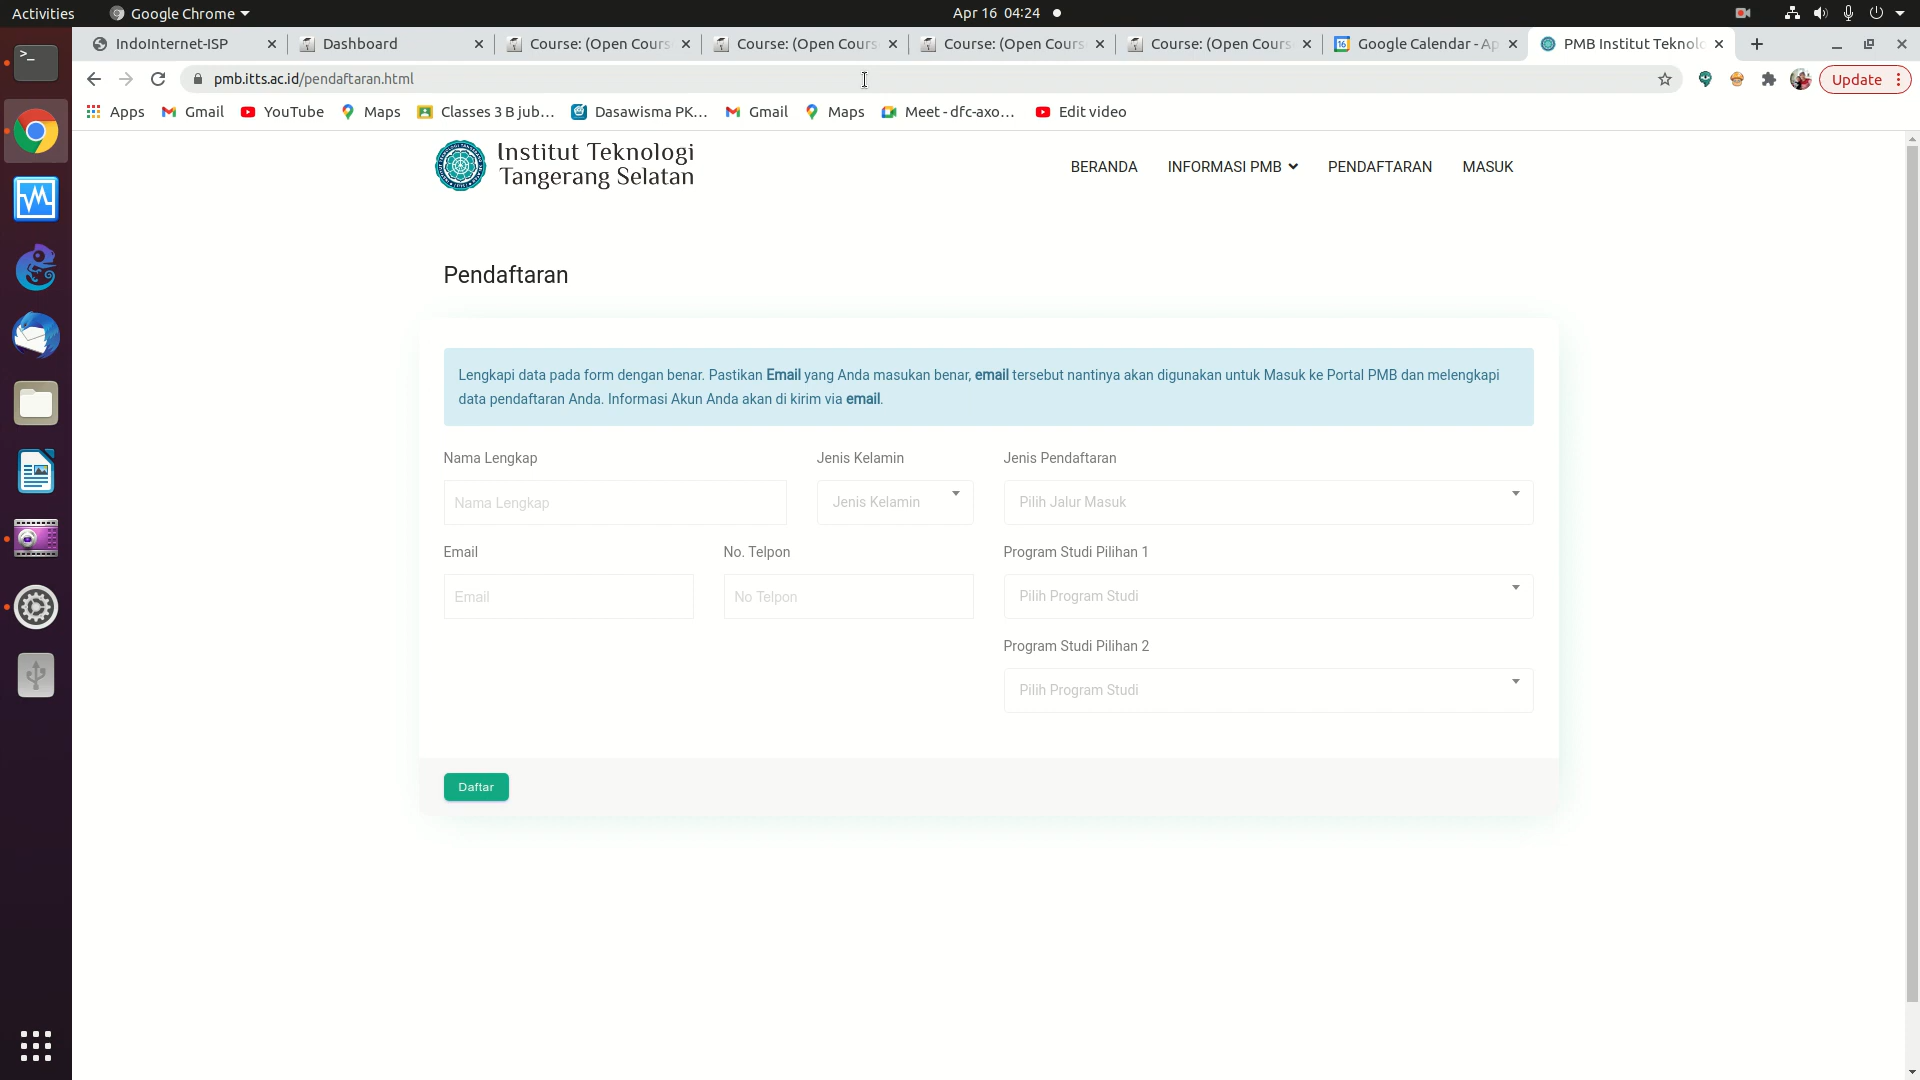 Activities
Google Chrome
Apr 16 04:24
IndoInternet-ISP
Dashboard
Course: (Open Cours
Course: (Open Cours
Course: (Open Cours
Course: (Open Cours
Google Calendar - Ap
PMB Institut Teknolo
pmb.itts.ac.id/pendaftaran.html
Update
Apps
Gmail
YouTube
Maps
Classes 3 B jub...
Dasawisma PK...
Gmail
Maps
Meet - dfc-axo...
Edit video
Institut Teknologi
Tangerang Selatan
BERANDA
INFORMASI PMB
PENDAFTARAN
MASUK
Pendaftaran
Lengkapi data pada form dengan benar. Pastikan Email yang Anda masukan benar, email tersebut nantinya akan digunakan untuk Masuk ke Portal PMB dan melengkapi
data pendaftaran Anda. Informasi Akun Anda akan di kirim via email.
Nama Lengkap
Jenis Kelamin
Jenis Pendaftaran
Nama Lengkap
Jenis Kelamin
Pilih Jalur Masuk
Email
No. Telpon
Program Studi Pilihan 1
Email
No Telpon
Pilih Program Studi
Program Studi Pilihan 2
Pilih Program Studi
Daftar